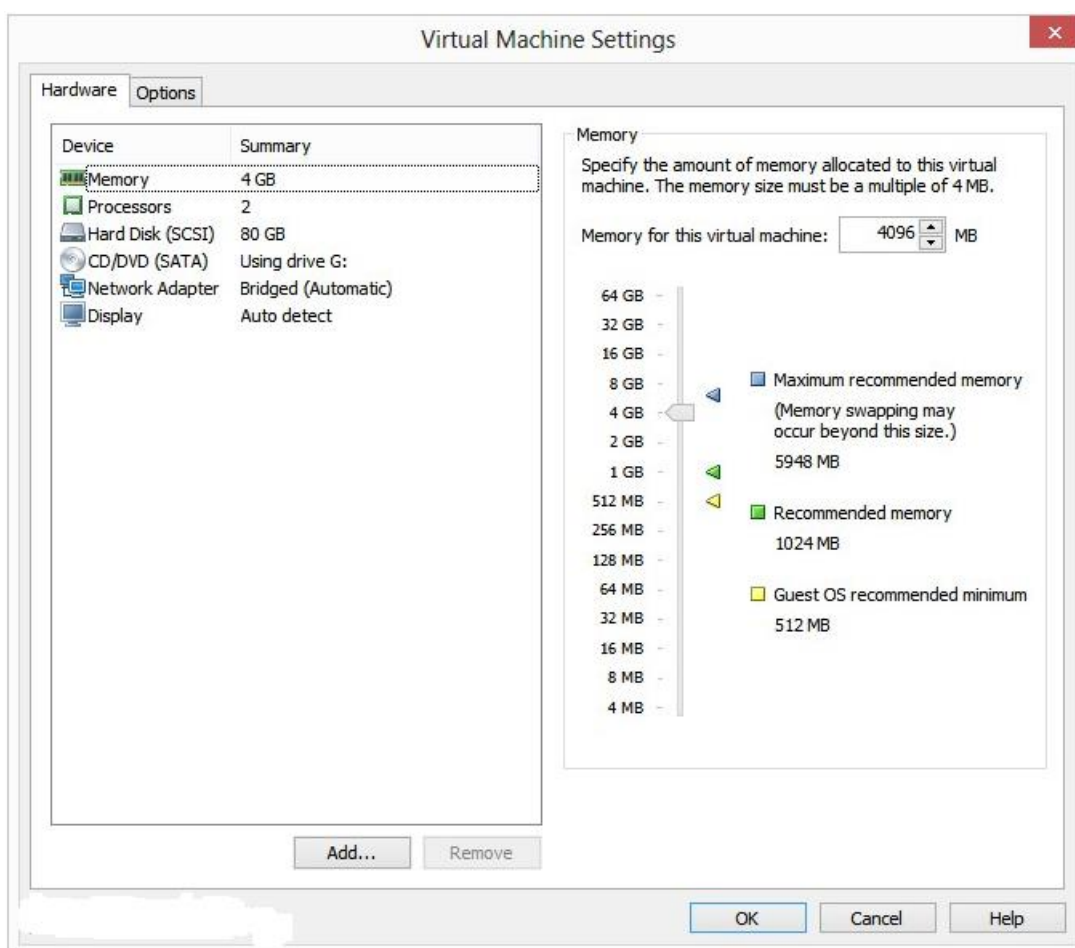 Virtual Machine Settings
Hardware Options
Device Summary
Memory 4 GB
Processors 2
Hard Disk (SCSI) 80 GB
CD/DVD (SATA) Using drive G:
Network Adapter Bridged (Automatic)
Display Auto detect
Add... Remove
Memory
Specify the amount of memory allocated to this virtual
machine. The memory size must be a multiple of 4 MB.
Memory for this virtual machine: 4096 MB
64 GB
32 GB
16 GB
8 GB
4 GB
2 GB
1 GB
512 MB
256 MB
128 MB
64 MB
32 MB
16 MB
8 MB
4 MB
Maximum recommended memory
(Memory swapping may
occur beyond this size.)
5948 MB
Recommended memory
1024 MB
Guest OS recommended minimum
512 MB
OK Cancel Help